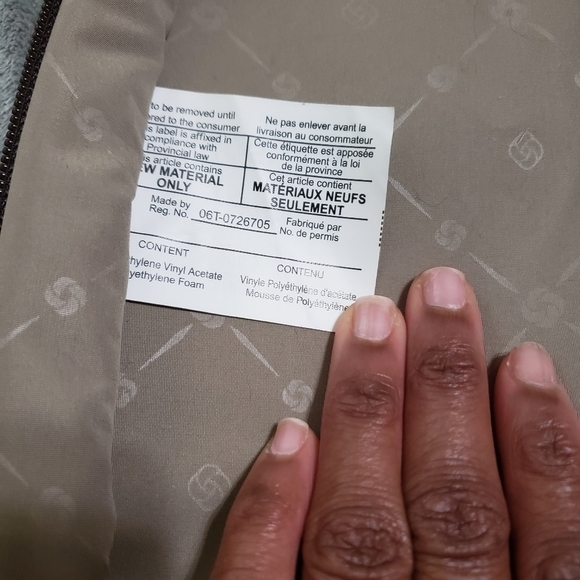 to be removed until
ered to the consumer
s label is affixed in
compliance with
Provincial law
is article contains
EW MATERIAL
ONLY
Ne pas enlever avant la
livraison au consommateur
Cette étiquette est apposée
conformément à la loi
de la province
Cet article contient
MATÉRIAUX NEUFS
SEULEMENT
Made by
Reg. No. 06T-0726705 Fabriqué par
No. de permis
CONTENT
hylene Vinyl Acetate
yethylene Foam
CONTENU
Vinyle Polyéthylène d'acétate
Mousse de Polyéthylène